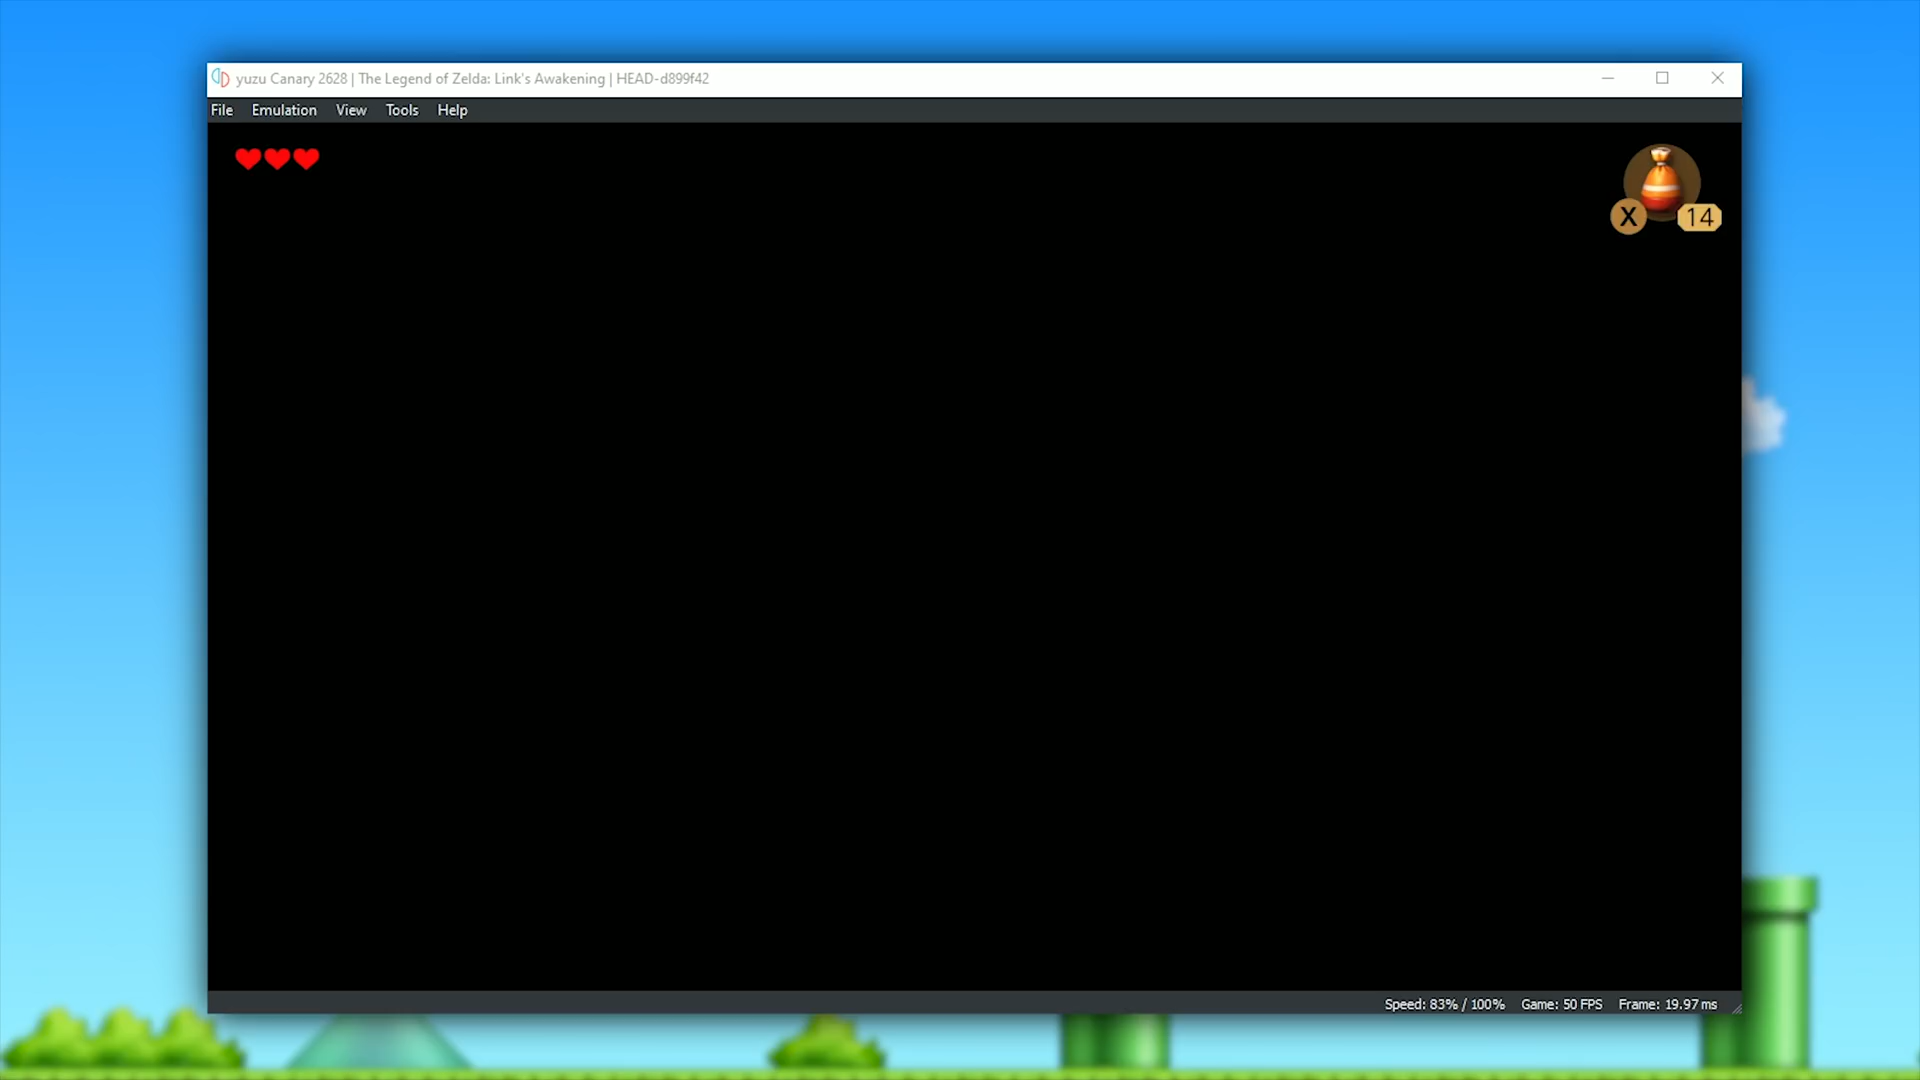 yuzu Canary 2628 | The Legend of Zelda: Link's Awakening | HEAD-d899f42
File Emulation View Tools Help
X 14
Speed: 83% / 100% Game: 50 FPS Frame: 19.97 ms